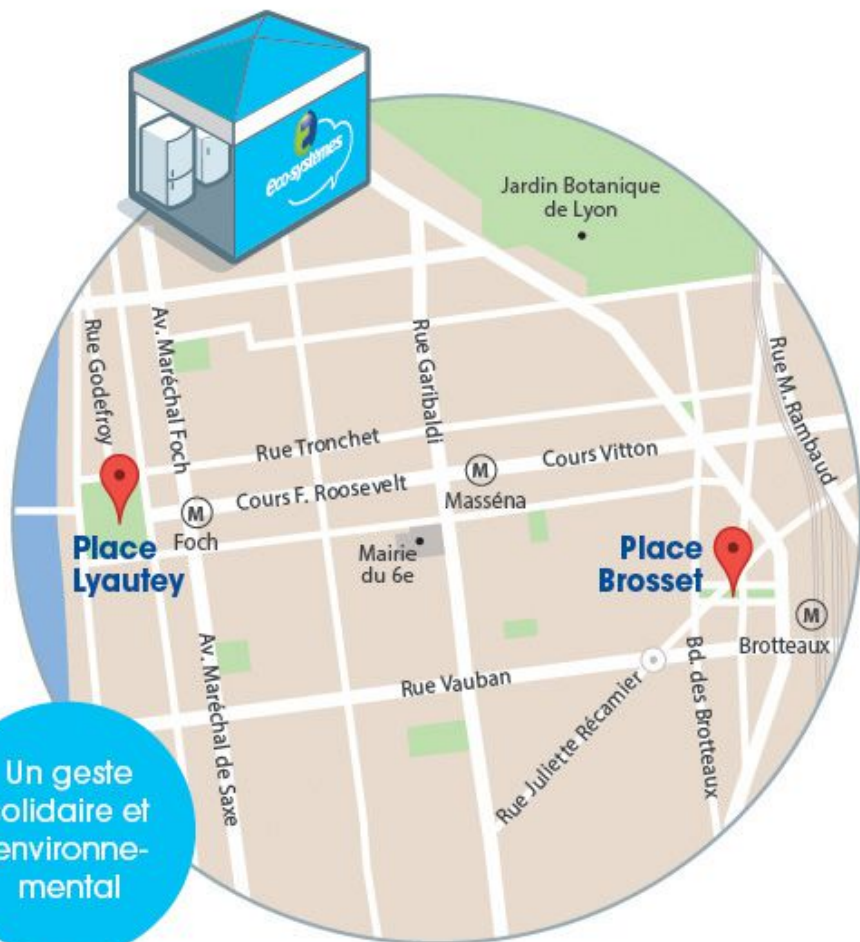 éco-systèmes
Jardin Botanique
de Lyon
Rue Godefroy
Av. Maréchal Foch
Rue Garibaldi
Rue M. Rambaud
Rue Tronchet
Cours F. Roosevelt
Cours Vitton
M
Masséna
M
Foch
Place
Lyautey
Mairie
du 6e
Place
Brosset
M
Brotteaux
Rue Vauban
Av. Maréchal de Saxe
Rue Juliette Récamier
Bd. des Brotteaux
Un geste
solidaire et
environne-
mental